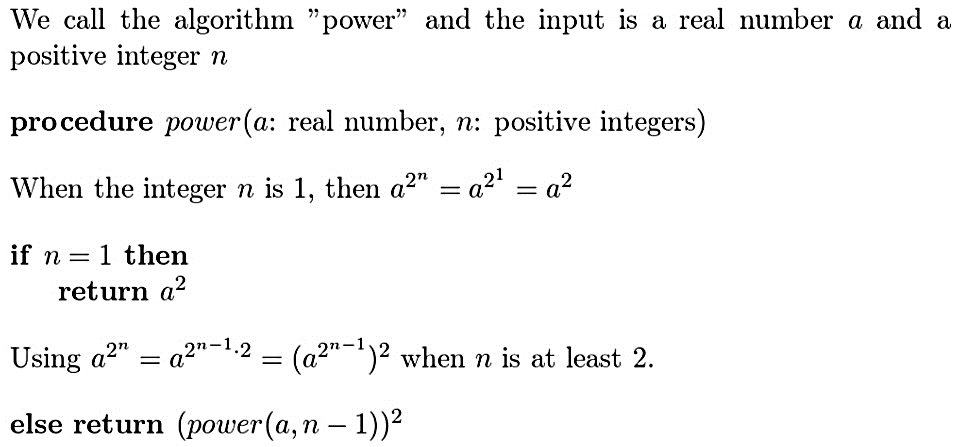 We call the algorithm ”power” and the input is a real number a and a
positive integer n
procedure power(a: real number, n: positive integers)
When the integer n is 1, then a^{2^n} = a^{2^1} = a^2
if n = 1 then
return a^2
Using a^{2^n} = a^{2^{n−1}·2} = (a^{2^{n−1}})^2 when n is at least 2.
else return (power(a, n − 1))^2